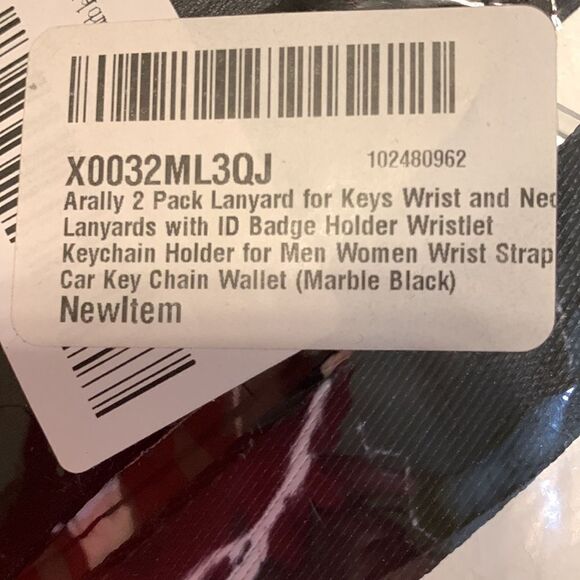 X0032ML3QJ 102480962
Arally 2 Pack Lanyard for Keys Wrist and Nec
Lanyards with ID Badge Holder Wristlet
Keychain Holder for Men Women Wrist Strap
Car Key Chain Wallet (Marble Black)
NewItem